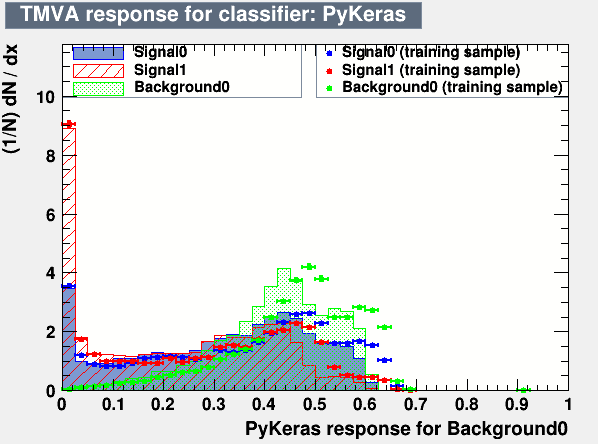 TMVA response for classifier: PyKeras
Signal0
Signal1
Background0
Signal0 (training sample)
Signal1 (training sample)
Background0 (training sample)
(1/N) dN / dx
10
8
6
4
2
0
0 0.1 0.2 0.3 0.4 0.5 0.6 0.7 0.8 0.9 1
PyKeras response for Background0